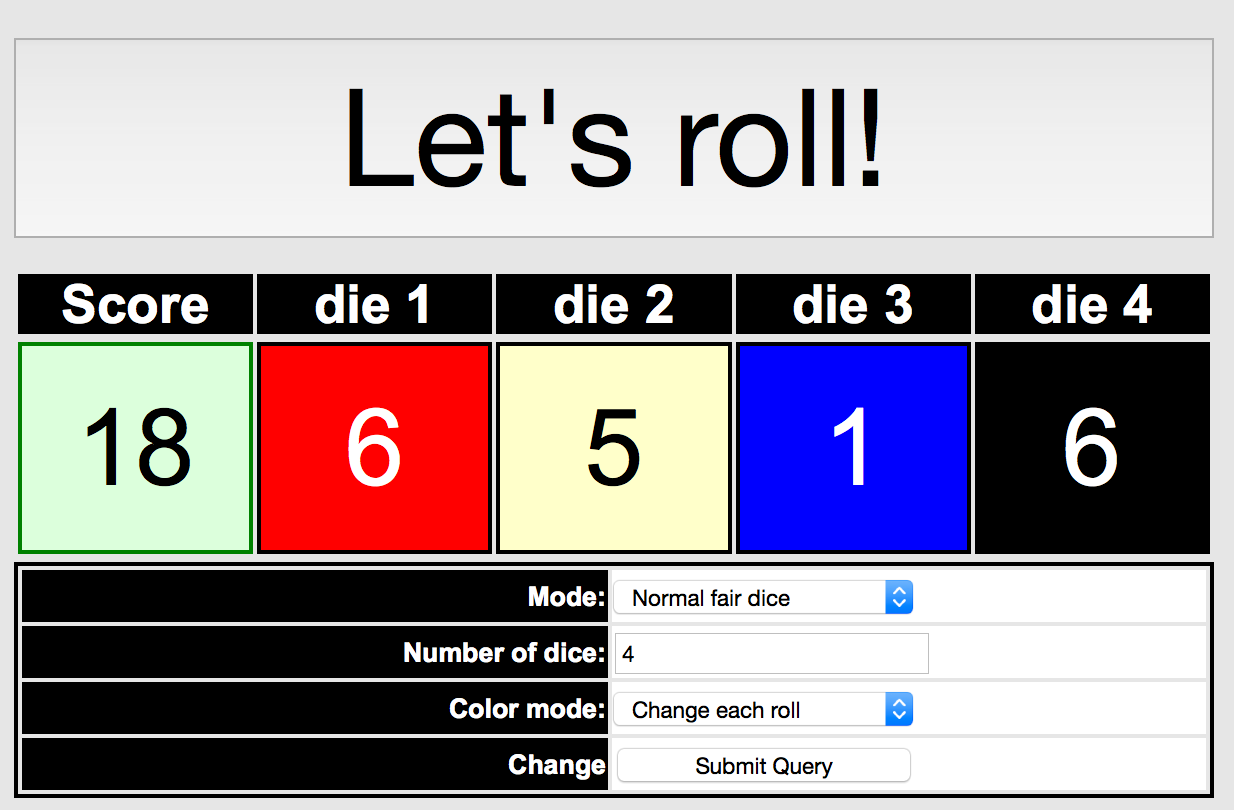 Let's roll!
Score die 1 die 2 die 3 die 4
18 6 5 1 6
Mode: Normal fair dice
Number of dice: 4
Color mode: Change each roll
Change Submit Query